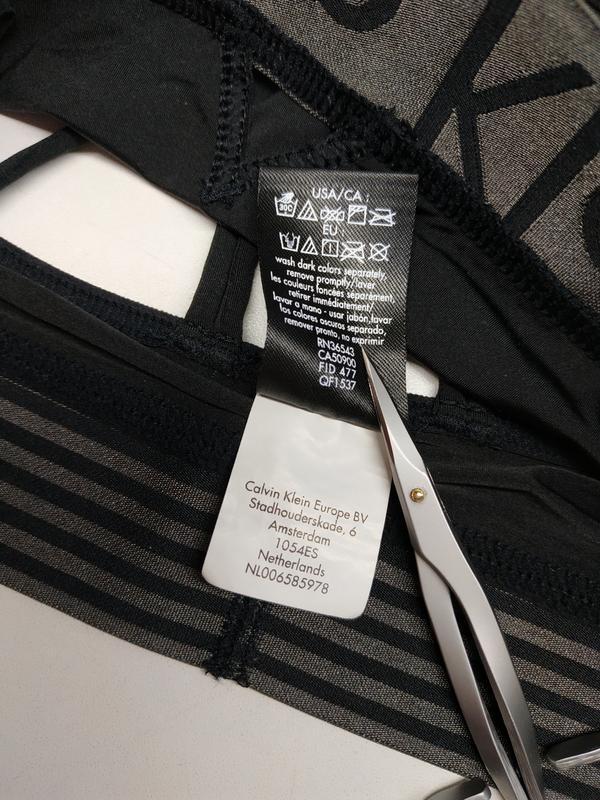 K
USA/CA :
30C
EU
wash dark colors separately,
remove promptly/laver
les couleurs foncées séparément,
retirer immédiatement/
lavar a mano - usar jabón,lavar
los colores oscuros separado,
remover pronto, no exprimir
RN36543
CA50900
FID 477
QF1537
Calvin Klein Europe BV
Stadhouderskade, 6
Amsterdam
1054ES
Netherlands
NL006585978